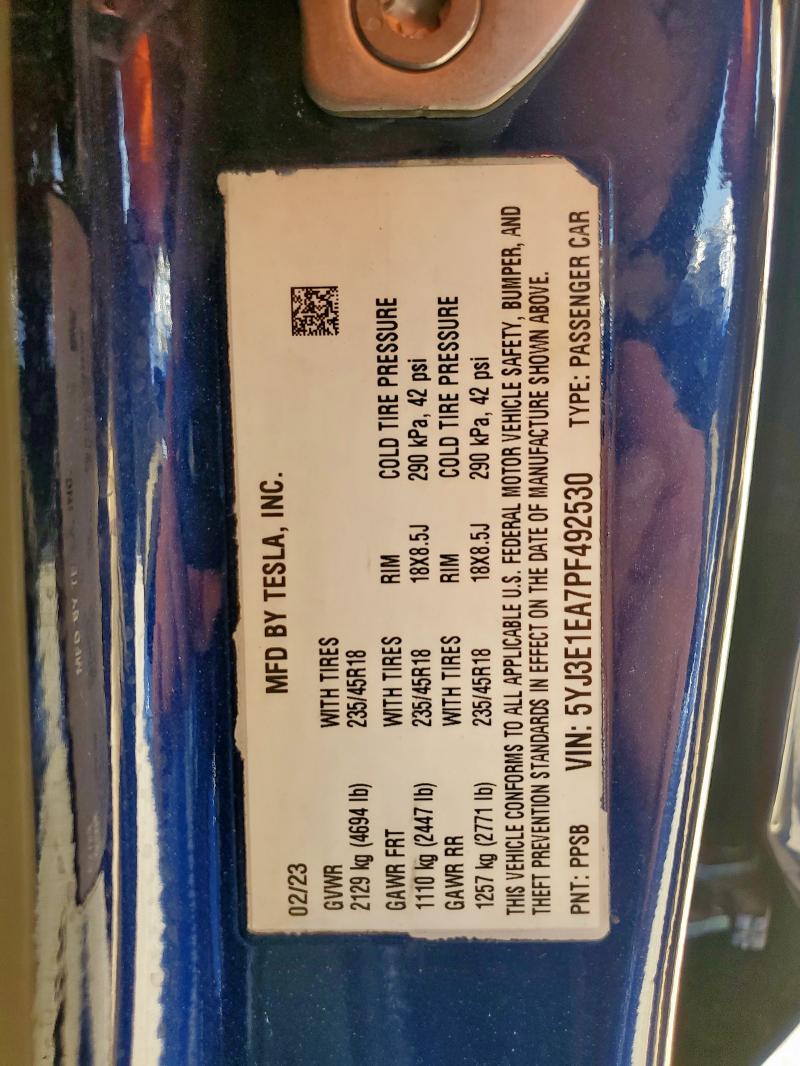 MFD BY TESLA, INC.
02/23
GVWR WITH TIRES
2129 kg (4694 lb) 235/45R18
GAWR FRT WITH TIRES RIM COLD TIRE PRESSURE
1110 kg (2447 lb) 235/45R18 18X8.5J 290 kPa, 42 psi
GAWR RR WITH TIRES RIM COLD TIRE PRESSURE
1257 kg (2771 lb) 235/45R18 18X8.5J 290 kPa, 42 psi
THIS VEHICLE CONFORMS TO ALL APPLICABLE U.S. FEDERAL MOTOR VEHICLE SAFETY, BUMPER, AND
THEFT PREVENTION STANDARDS IN EFFECT ON THE DATE OF MANUFACTURE SHOWN ABOVE.
PNT: PPSB VIN: 5YJ3E1EA7PF492530 TYPE: PASSENGER CAR